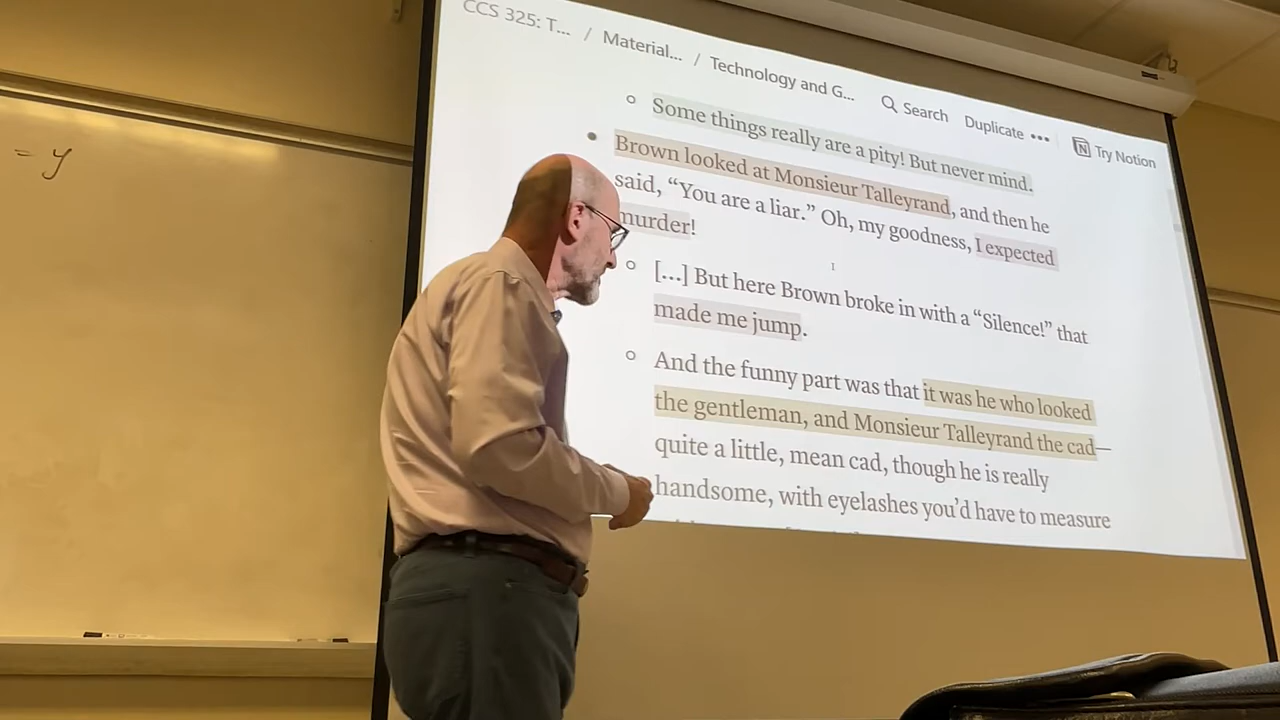 CCS 325: T... / Material... / Technology and G... Search Duplicate ••• Try Notion
= y
Some things really are a pity! But never mind.
Brown looked at Monsieur Talleyrand, and then he
said, “You are a liar.” Oh, my goodness, I expected
murder!
[...] But here Brown broke in with a “Silence!” that
made me jump.
And the funny part was that it was he who looked
the gentleman, and Monsieur Talleyrand the cad—
quite a little, mean cad, though he is really
handsome, with eyelashes you’d have to measure